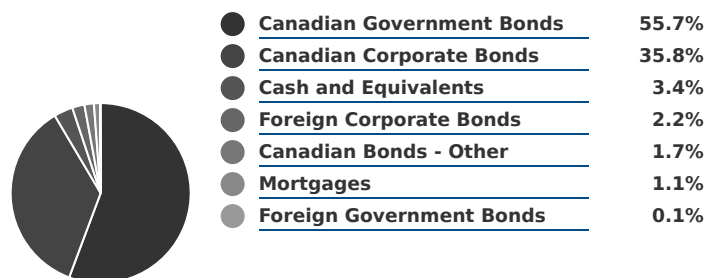 Canadian Government Bonds 55.7%
Canadian Corporate Bonds 35.8%
Cash and Equivalents 3.4%
Foreign Corporate Bonds 2.2%
Canadian Bonds - Other 1.7%
Mortgages 1.1%
Foreign Government Bonds 0.1%